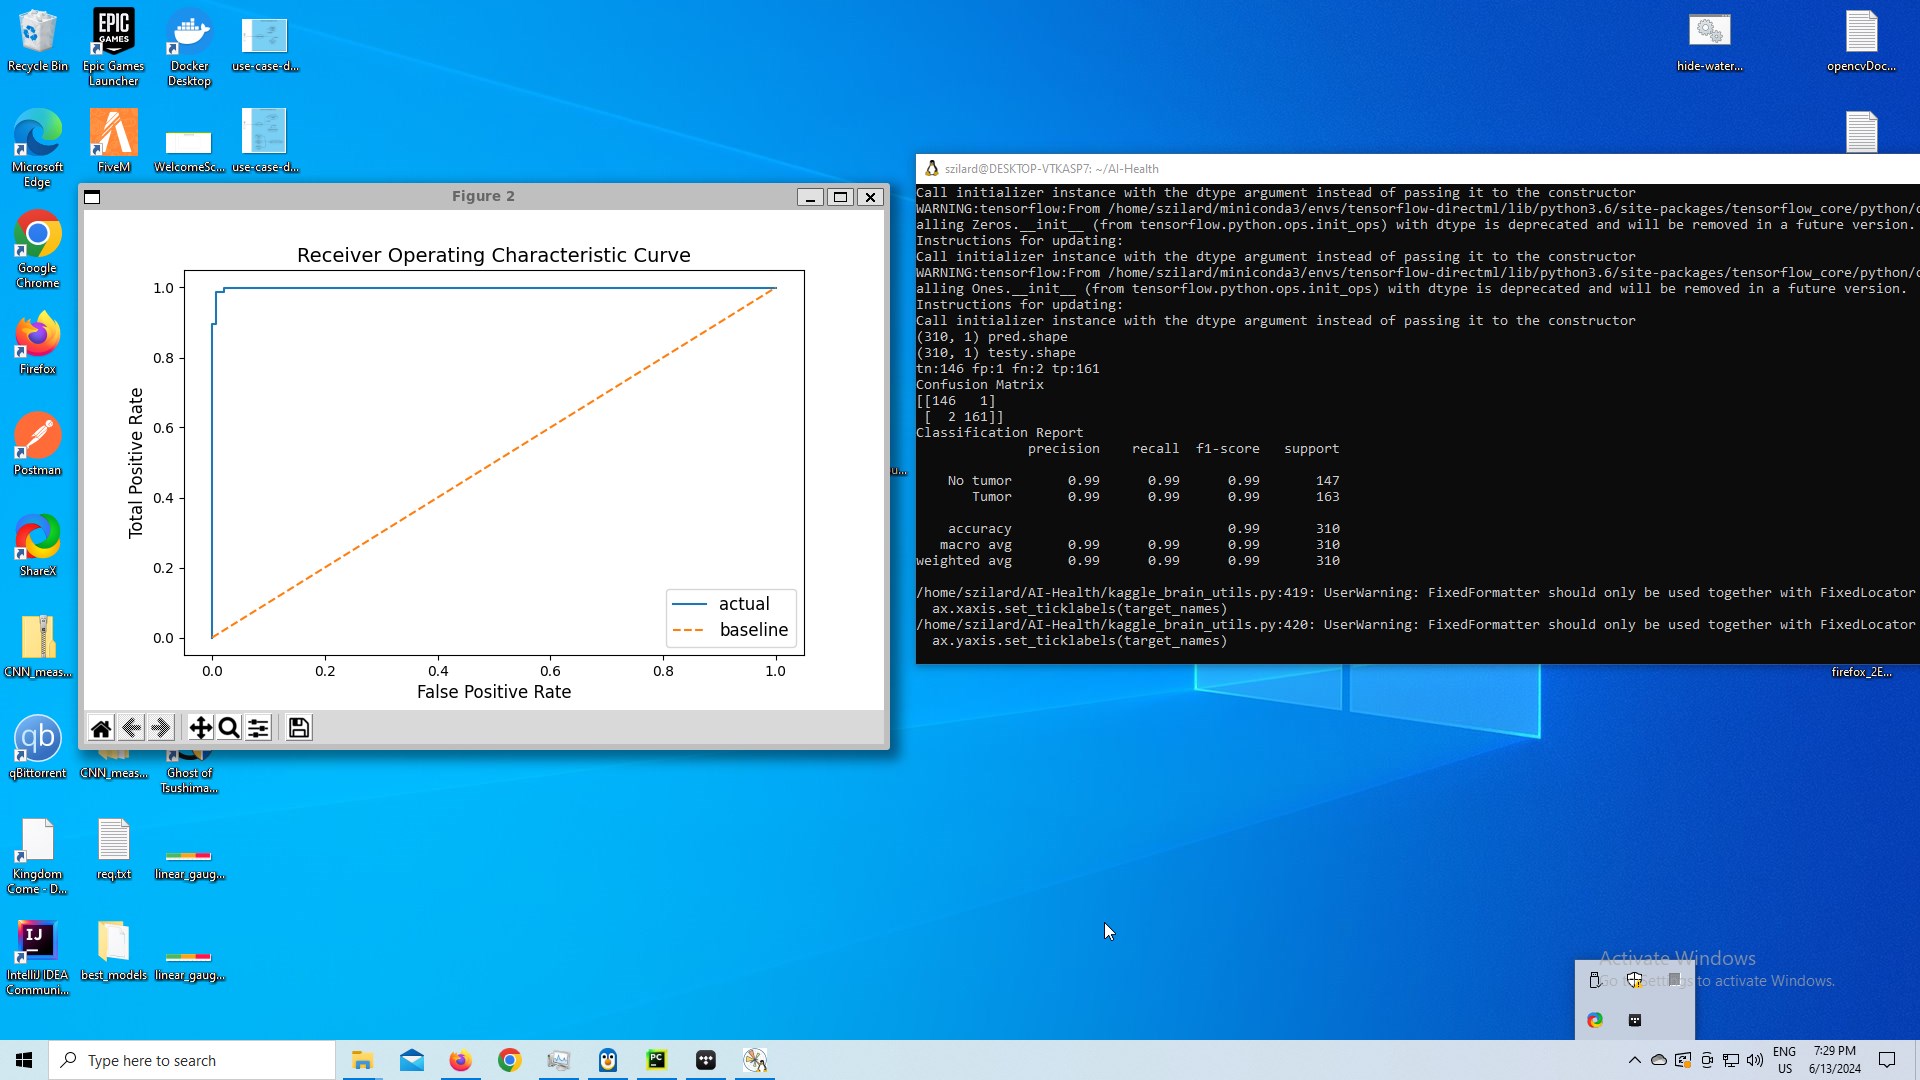 Recycle Bin
Epic Games
Launcher
Docker
Desktop
use-case-d...
hide-water...
opencvDoc...
Microsoft
Edge
FiveM
WelcomeSc...
use-case-d...
Google
Chrome
Firefox
Postman
ShareX
CNN_meas...
qBittorrent
CNN_meas...
Ghost of
Tsushima...
Kingdom
Come - D...
req.txt
linear_gaug...
IntelliJ IDEA
Communi...
best_models
linear_gaug...
firefox_2E...
Figure 2
Receiver Operating Characteristic Curve
1.0
0.8
0.6
0.4
0.2
0.0
Total Positive Rate
actual
baseline
0.0 0.2 0.4 0.6 0.8 1.0
False Positive Rate
szilard@DESKTOP-VTKASP7: ~/AI-Health
Call initializer instance with the dtype argument instead of passing it to the constructor
WARNING:tensorflow:From /home/szilard/miniconda3/envs/tensorflow-directml/lib/python3.6/site-packages/tensorflow_core/python/
alling Zeros.__init__ (from tensorflow.python.ops.init_ops) with dtype is deprecated and will be removed in a future version.
Instructions for updating:
Call initializer instance with the dtype argument instead of passing it to the constructor
WARNING:tensorflow:From /home/szilard/miniconda3/envs/tensorflow-directml/lib/python3.6/site-packages/tensorflow_core/python/
alling Ones.__init__ (from tensorflow.python.ops.init_ops) with dtype is deprecated and will be removed in a future version.
Instructions for updating:
Call initializer instance with the dtype argument instead of passing it to the constructor
(310, 1) pred.shape
(310, 1) testy.shape
tn:146 fp:1 fn:2 tp:161
Confusion Matrix
[[146   1]
 [  2 161]]
Classification Report
precision recall f1-score support
No tumor 0.99 0.99 0.99 147
Tumor 0.99 0.99 0.99 163
accuracy 0.99 310
macro avg 0.99 0.99 0.99 310
weighted avg 0.99 0.99 0.99 310
/home/szilard/AI-Health/kaggle_brain_utils.py:419: UserWarning: FixedFormatter should only be used together with FixedLocator
ax.xaxis.set_ticklabels(target_names)
/home/szilard/AI-Health/kaggle_brain_utils.py:420: UserWarning: FixedFormatter should only be used together with FixedLocator
ax.yaxis.set_ticklabels(target_names)
Activate Windows
Go to Settings to activate Windows.
Type here to search
ENG
US
7:29 PM
6/13/2024